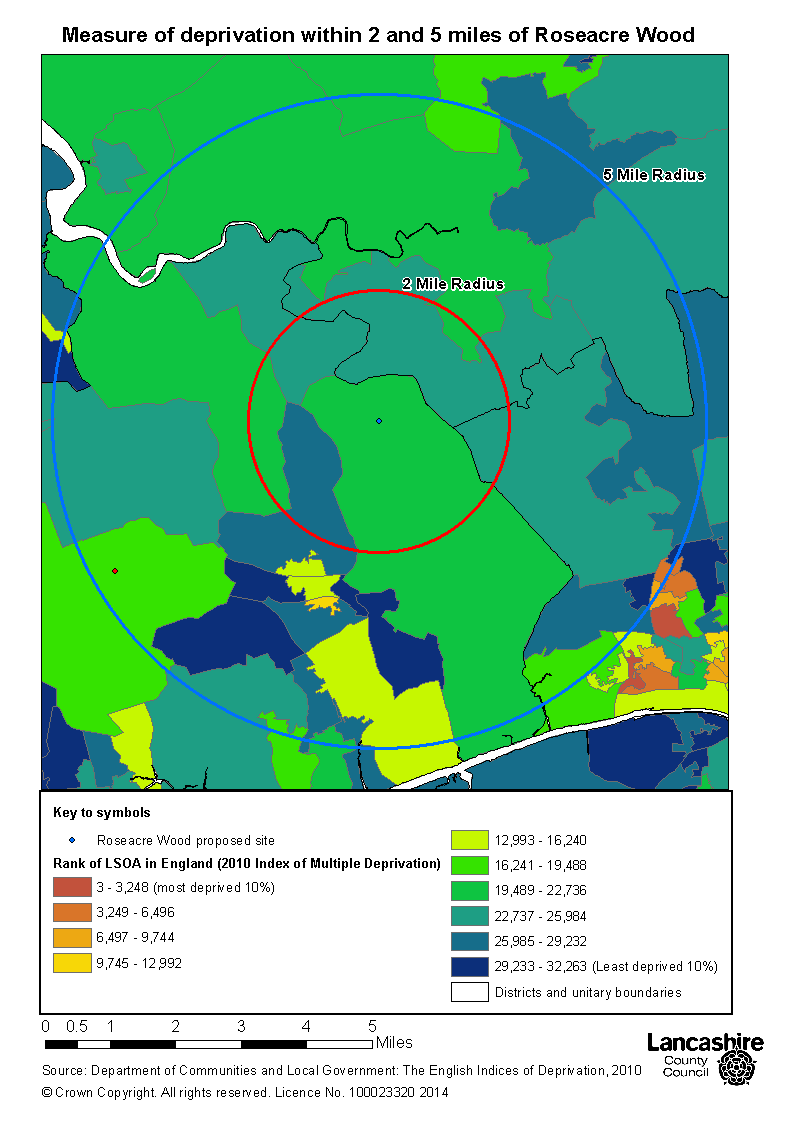 Measure of deprivation within 2 and 5 miles of Roseacre Wood
5 Mile Radius
2 Mile Radius
Key to symbols
Roseacre Wood proposed site
Rank of LSOA in England (2010 Index of Multiple Deprivation)
3 - 3,248 (most deprived 10%)
3,249 - 6,496
6,497 - 9,744
9,745 - 12,992
12,993 - 16,240
16,241 - 19,488
19,489 - 22,736
22,737 - 25,984
25,985 - 29,232
29,233 - 32,263 (Least deprived 10%)
Districts and unitary boundaries
0 0.5 1 2 3 4 5
Miles
Lancashire
County
Council
Source: Department of Communities and Local Government: The English Indices of Deprivation, 2010
© Crown Copyright. All rights reserved. Licence No. 100023320 2014